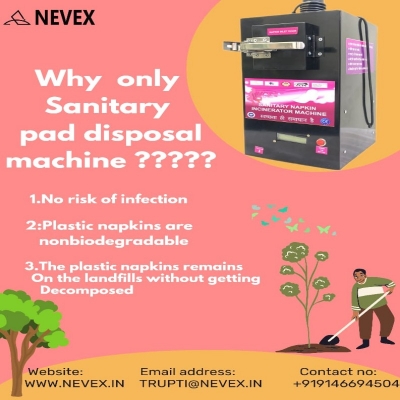 NEVEX
Why only
Sanitary
pad disposal
machine ?????
SANITARY NAPKIN
INCINERATOR MACHINE
1.No risk of infection
2:Plastic napkins are
nonbiodegradable
3.The plastic napkins remains
On the landfills without getting
Decomposed
Website:
WWW.NEVEX.IN
Email address:
TRUPTI@NEVEX.IN
Contact no:
+919146694504